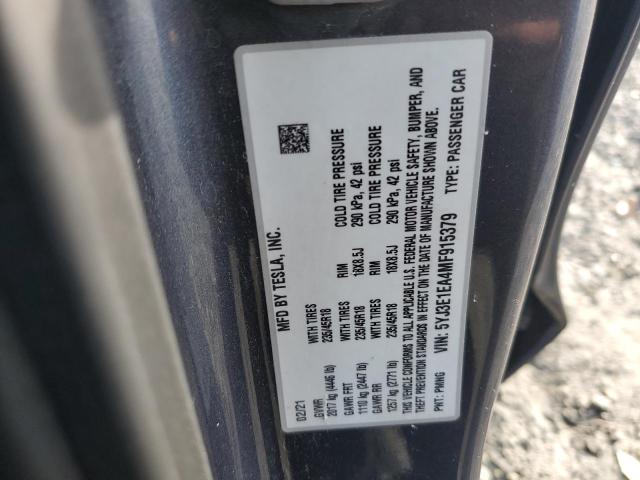 MFD BY TESLA, INC.
02/21
GVWR WITH TIRES RIM COLD TIRE PRESSURE
2017 kg (4446 lb) 235/45R18 18X8.5J 290 kPa, 42 psi
GAWR FRT WITH TIRES RIM COLD TIRE PRESSURE
1110 kg (2447 lb) 235/45R18 18X8.5J 290 kPa, 42 psi
GAWR RR
1257 kg (2771 lb) 235/45R18
THIS VEHICLE CONFORMS TO ALL APPLICABLE U.S. FEDERAL MOTOR VEHICLE SAFETY, BUMPER, AND
THEFT PREVENTION STANDARDS IN EFFECT ON THE DATE OF MANUFACTURE SHOWN ABOVE.
VIN: 5YJ3E1EA4MF915379 TYPE: PASSENGER CAR
PNT: PMNG